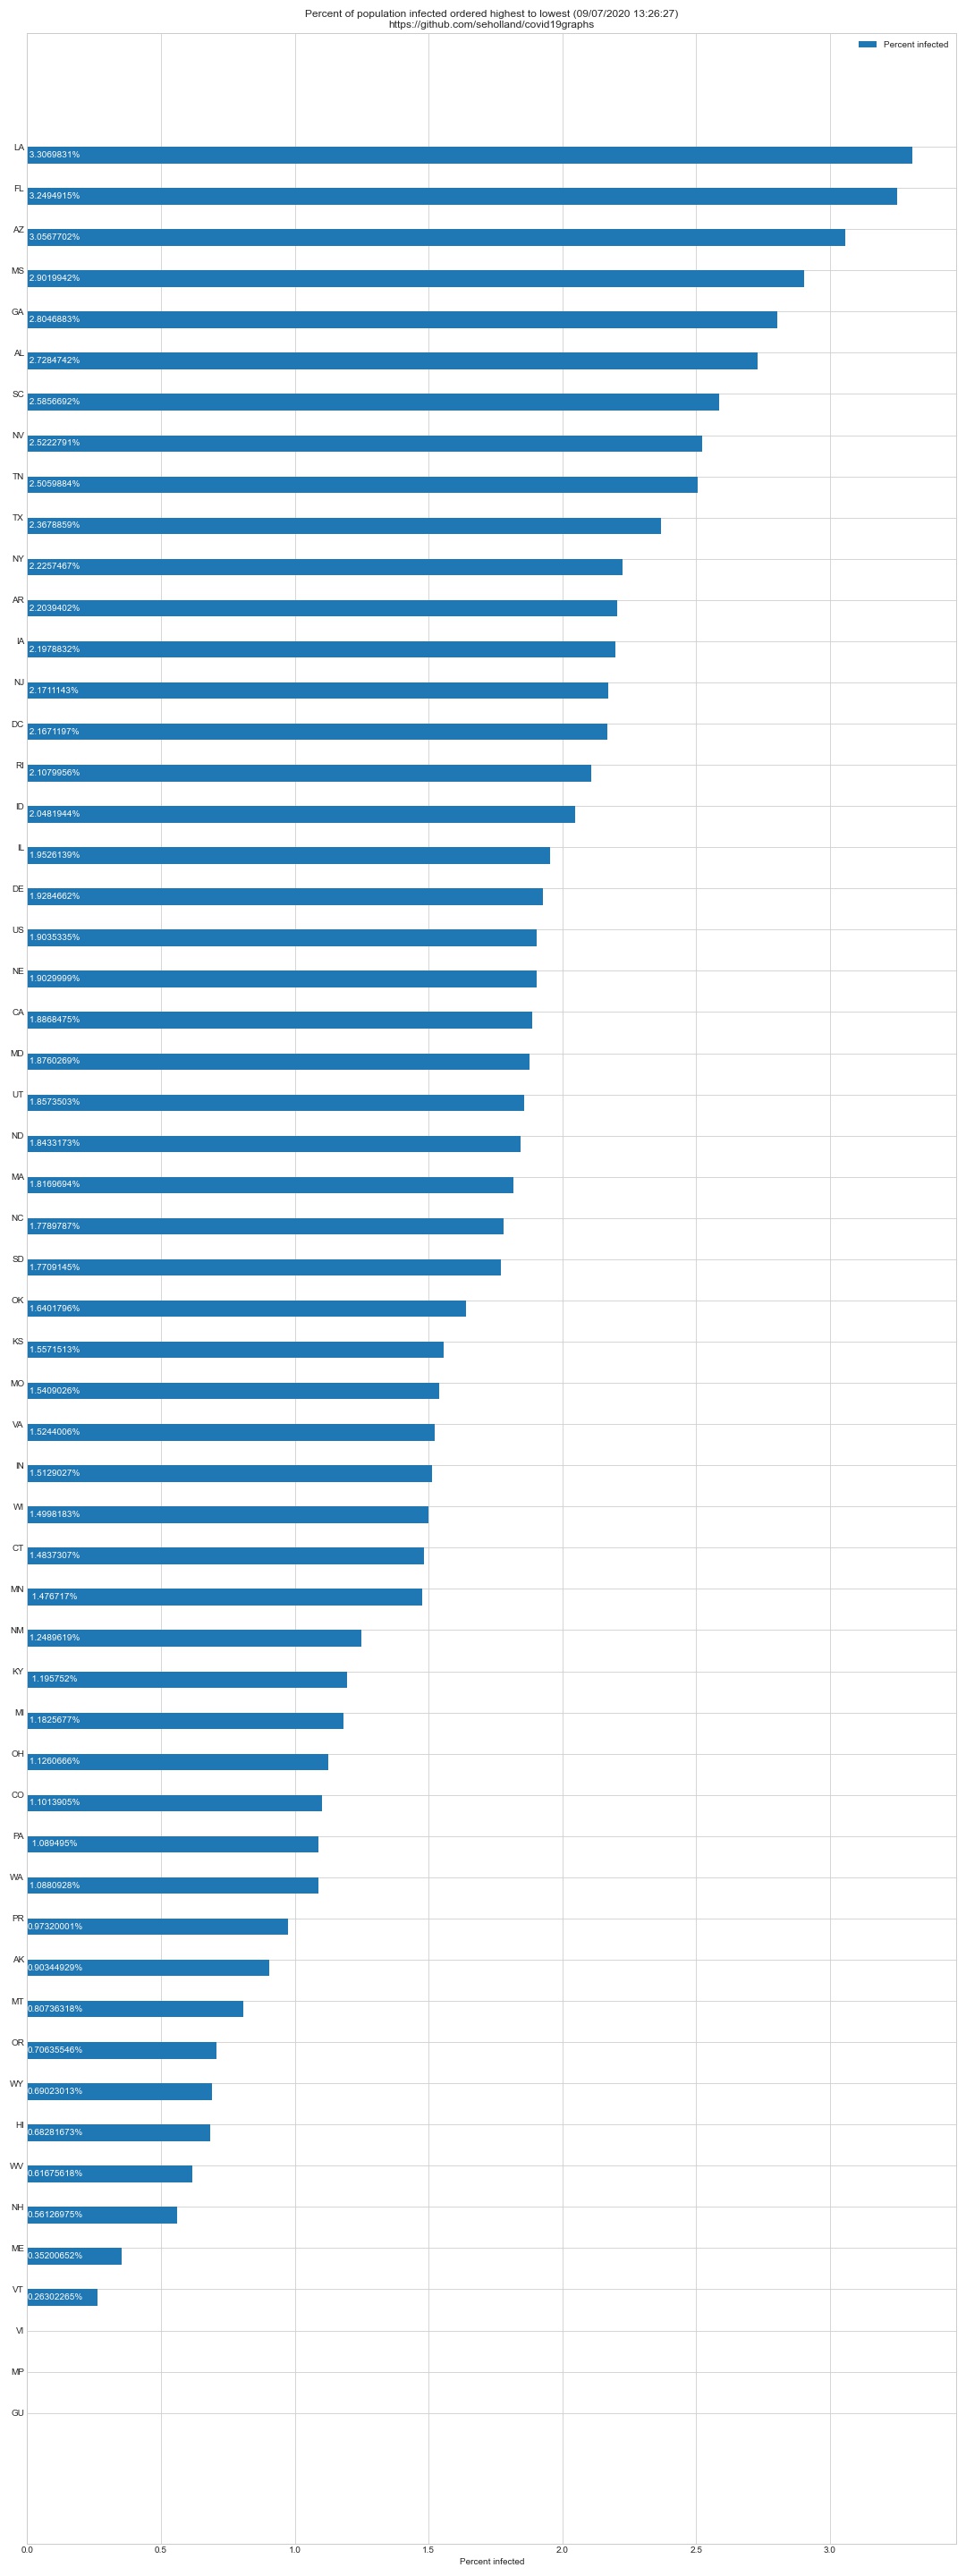 Percent of population infected ordered highest to lowest (09/07/2020 13:26:27)
https://github.com/seholland/covid19graphs
Percent infected
LA 3.3069831%
FL 3.2494915%
AZ 3.0567702%
MS 2.9019942%
GA 2.8046883%
AL 2.7284742%
SC 2.5856692%
NV 2.5222791%
TN 2.5059884%
TX 2.3678859%
NY 2.2257467%
AR 2.2039402%
IA 2.1978832%
NJ 2.1711143%
DC 2.1671197%
RI 2.1079956%
ID 2.0481944%
IL 1.9526139%
DE 1.9284662%
US 1.9035335%
NE 1.9029999%
CA 1.8868475%
MD 1.8760269%
UT 1.8573503%
ND 1.8433173%
MA 1.8169694%
NC 1.7789787%
SD 1.7709145%
OK 1.6401796%
KS 1.5571513%
MO 1.5409026%
VA 1.5244006%
IN 1.5129027%
WI 1.4998183%
CT 1.4837307%
MN 1.476717%
NM 1.2489619%
KY 1.195752%
MI 1.1825677%
OH 1.1260666%
CO 1.1013905%
PA 1.089495%
WA 1.0880928%
PR 0.97320001%
AK 0.90344929%
MT 0.80736318%
OR 0.70635546%
WY 0.69023013%
HI 0.68281673%
WV 0.61675618%
NH 0.56126975%
ME 0.35200652%
VT 0.26302265%
VI
MP
GU
0.0 0.5 1.0 1.5 2.0 2.5 3.0
Percent infected